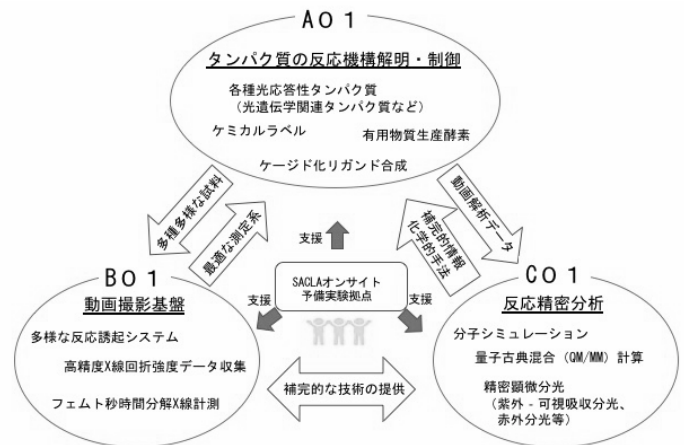 A01
タンパク質の反応機構解明・制御
各種光応答性タンパク質
（光遺伝学関連タンパク質など）
ケミカルラベル
有用物質生産酵素
ケージド化リガンド合成
多種多様な試料
最適な測定系
支援
補完的情報
化学的手法
動画解析データ
B01
動画撮影基盤
多様な反応誘起システム
高精度X線回折強度データ収集
フェムト秒時間分解X線計測
支援
SACLAオンサイト
予備実験拠点
支援
補完的な技術の提供
C01
反応精密分析
分子シミュレーション
量子古典混合（QM/MM）計算
精密顕微分光
（紫外‐可視吸収分光、
赤外分光等）